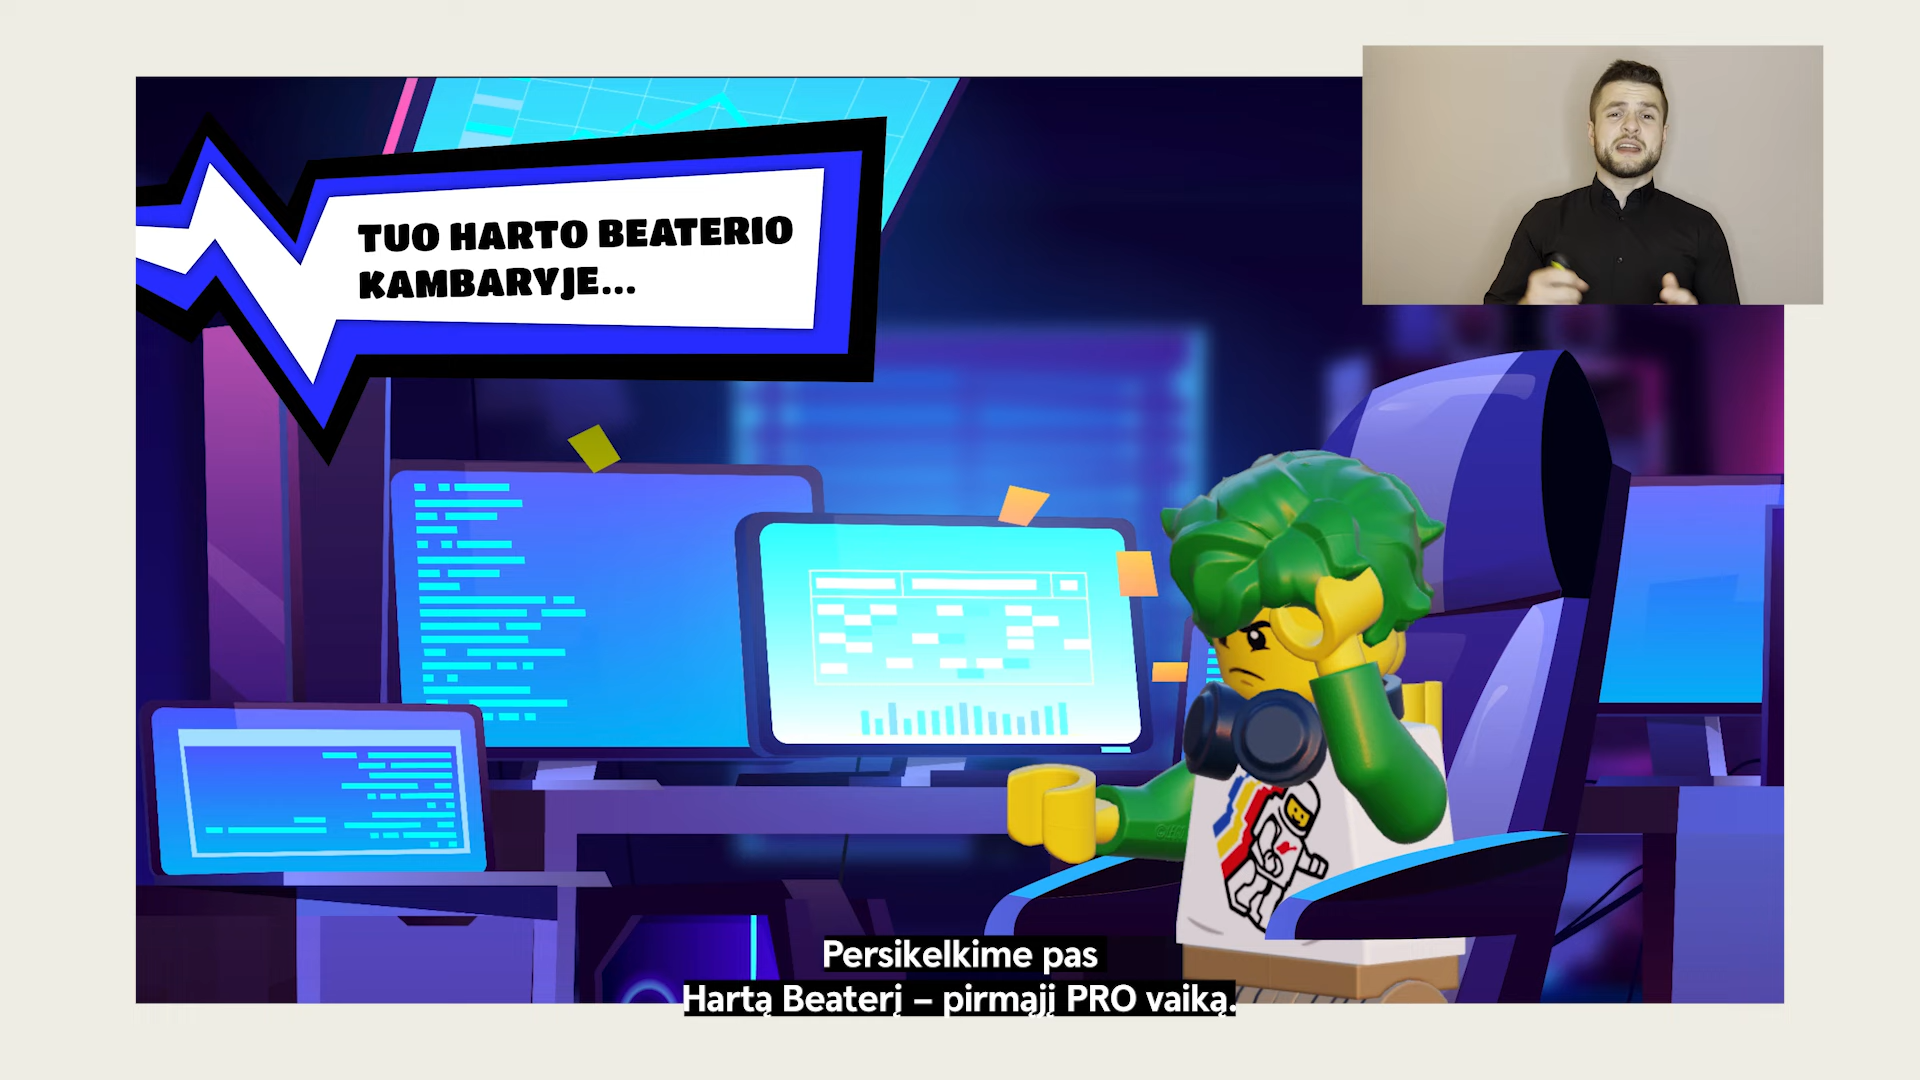 TUO HARTO BEATERIO
KAMBARYJE...
Persikelkime pas
Hartą Beaterį – pirmąjį PRO vaiką.